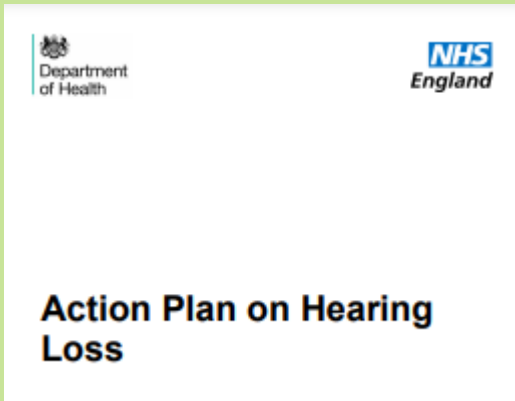 Department
of Health
NHS
England
Action Plan on Hearing
Loss